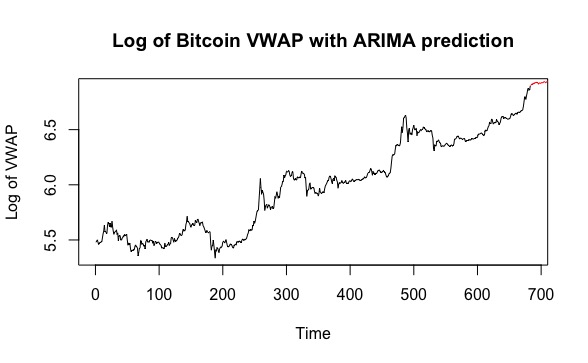 Log of Bitcoin VWAP with ARIMA prediction
Log of VWAP
6.5
6.0
5.5
0 100 200 300 400 500 600 700
Time